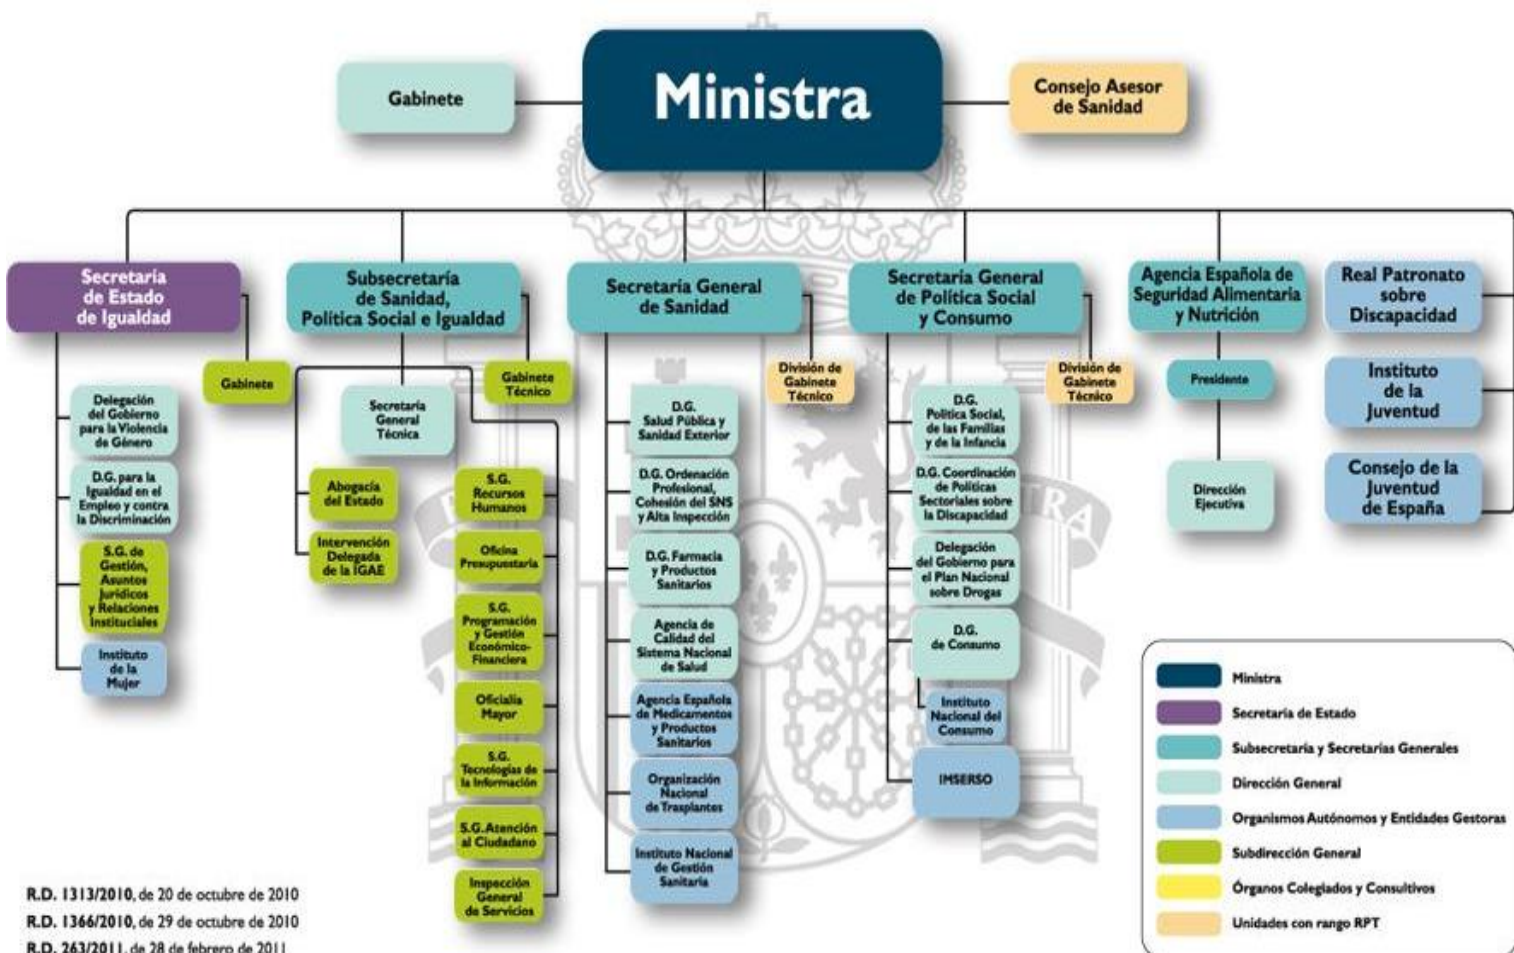 Gabinete
Ministra
Consejo Asesor
de Sanidad
Secretaría
de Estado
de Igualdad
Gabinete
Delegación
del Gobierno
para la Violencia
de Género
D.G. para la
Igualdad en el
Empleo y contra
la Discriminación
S.G. de
Gestión,
Asuntos
Jurídicos
y Relaciones
Instituciales
Instituto
de la
Mujer
Subsecretaría
de Sanidad,
Política Social e Igualdad
Gabinete
Técnico
Secretaría
General
Técnica
Abogacía
del Estado
Intervención
Delegada
de la IGAE
S.G.
Recursos
Humanos
Oficina
Presupuestaria
S.G.
Programación
y Gestión
Económico-
Financiera
Oficialia
Mayor
S.G.
Tecnologías de
la Información
S.G. Atención
al Ciudadano
Inspección
General
de Servicios
Secretaría General
de Sanidad
División de
Gabinete
Técnico
D.G.
Salud Pública y
Sanidad Exterior
D.G. Ordenación
Profesional,
Cohesión del SNS
y Alta Inspección
D.G. Farmacia
y Productos
Sanitarios
Agencia de
Calidad del
Sistema Nacional
de Salud
Agencia Española
de Medicamentos
y Productos
Sanitarios
Organización
Nacional
de Trasplantes
Instituto Nacional
de Gestión
Sanitaria
Secretaría General
de Política Social
y Consumo
División de
Gabinete
Técnico
D.G.
Política Social,
de las Familias
y de la Infancia
D.G. Coordinación
de Políticas
Sectoriales sobre
la Discapacidad
Delegación
del Gobierno para
el Plan Nacional
sobre Drogas
D.G.
de Consumo
Instituto
Nacional del
Consumo
IMSERSO
Agencia Española de
Seguridad Alimentaria
y Nutrición
Presidente
Dirección
Ejecutiva
Real Patronato
sobre
Discapacidad
Instituto
de la
Juventud
Consejo de la
Juventud
de España
Ministra
Secretaría de Estado
Subsecretaría y Secretarías Generales
Dirección General
Organismos Autónomos y Entidades Gestoras
Subdirección General
Órganos Colegiados y Consultivos
Unidades con rango RPT
R.D. 1313/2010, de 20 de octubre de 2010
R.D. 1366/2010, de 29 de octubre de 2010
R.D. 263/2011, de 28 de febrero de 2011